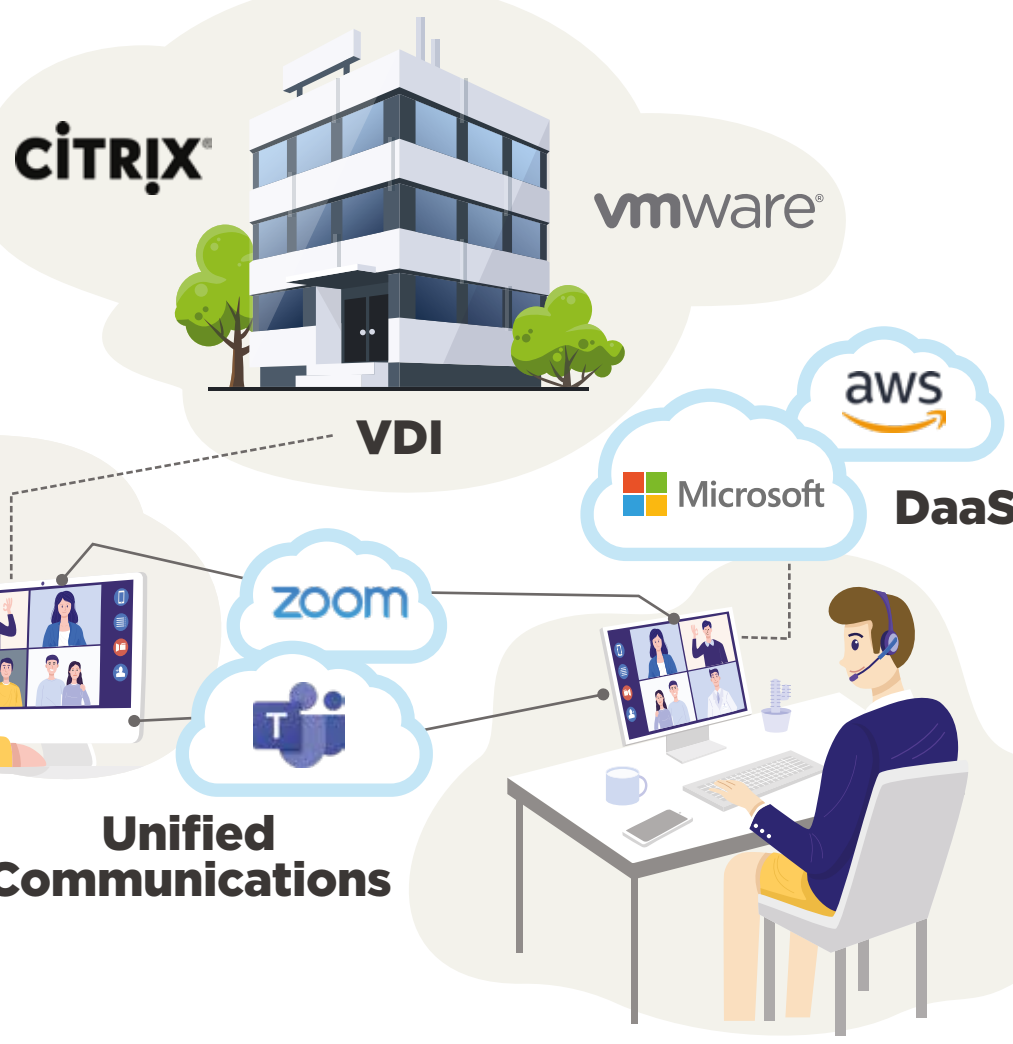 CiTRIX®
vmware®
VDI
aws
Microsoft
DaaS
zoom
T
Unified
Communications